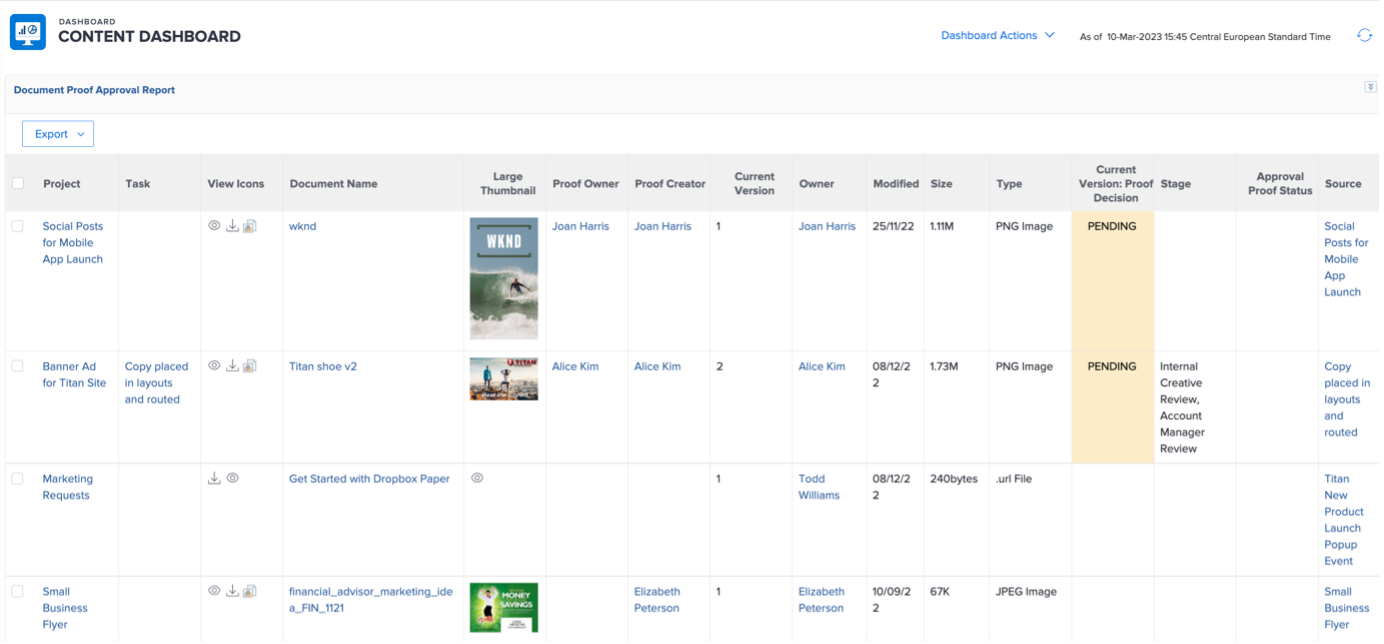 DASHBOARD
CONTENT DASHBOARD
Dashboard Actions
As of 10-Mar-2023 15:45 Central European Standard Time
Document Proof Approval Report
Export
Project
Task
View Icons
Document Name
Large
Thumbnail
Proof Owner
Proof Creator
Current
Version
Owner
Modified
Size
Type
Current
Version: Proof
Decision
Stage
Approval
Proof Status
Source
Social Posts
for Mobile
App Launch
wknd
WKND
Joan Harris
Joan Harris
1
Joan Harris
25/11/22
1.11M
PNG Image
PENDING
Social
Posts for
Mobile
App
Launch
Banner Ad
for Titan Site
Copy placed
in layouts
and routed
Titan shoe v2
TITAN
Alice Kim
Alice Kim
2
Alice Kim
08/12/2
2
1.73M
PNG Image
PENDING
Internal
Creative
Review,
Account
Manager
Review
Copy
placed in
layouts
and
routed
Marketing
Requests
Get Started with Dropbox Paper
1
Todd
Williams
08/12/2
2
240bytes
.url File
Titan
New
Product
Launch
Popup
Event
Small
Business
Flyer
financial_advisor_marketing_ide
a_FIN_1121
MONEY
SAVINGS
Elizabeth
Peterson
1
Elizabeth
Peterson
10/09/2
2
67K
JPEG Image
Small
Business
Flyer